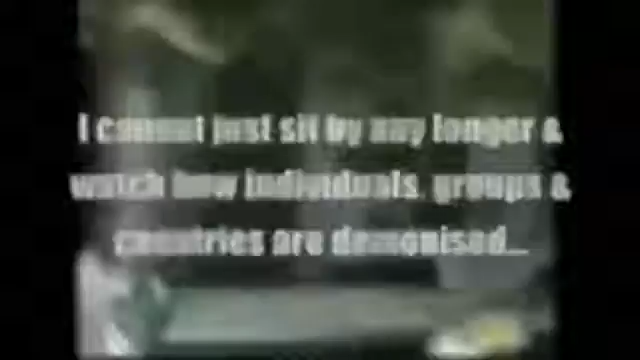 I cannot just sit by any longer &
watch how individuals, groups &
countries are demonised...